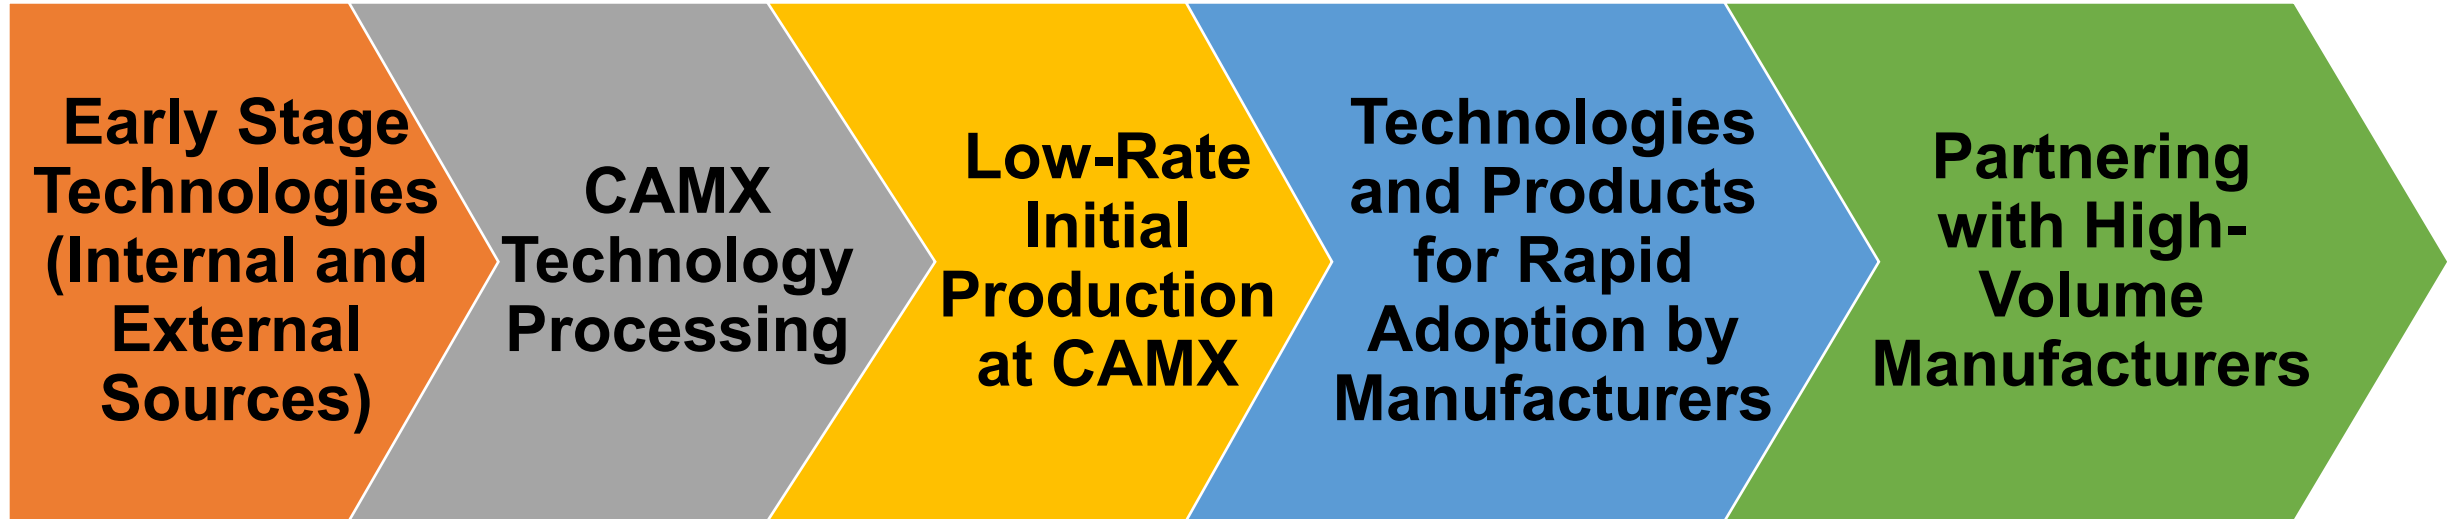 Early Stage
Technologies
(Internal and
External
Sources)
CAMX
Technology
Processing
Low-Rate
Initial
Production
at CAMX
Technologies
and Products
for Rapid
Adoption by
Manufacturers
Partnering
with High-
Volume
Manufacturers